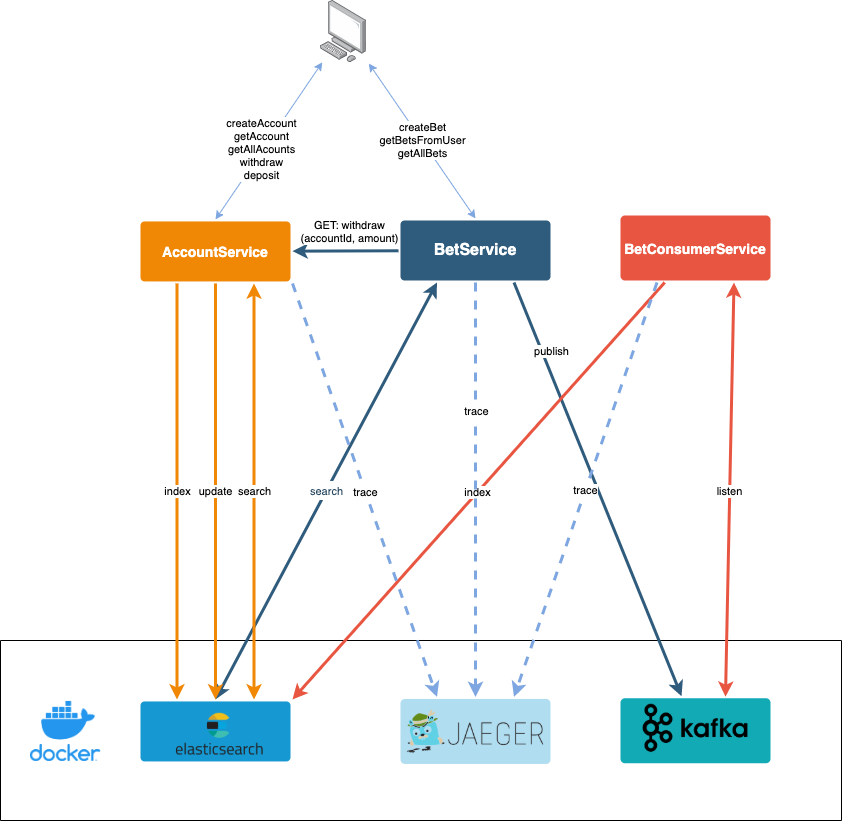 createAccount
getAccount
getAllAcounts
withdraw
deposit
createBet
getBetsFromUser
getAllBets
AccountService
GET: withdraw
(accountId, amount)
BetService
BetConsumerService
publish
trace
index
update
search
search
trace
index
trace
listen
docker
elasticsearch
JAEGER
kafka